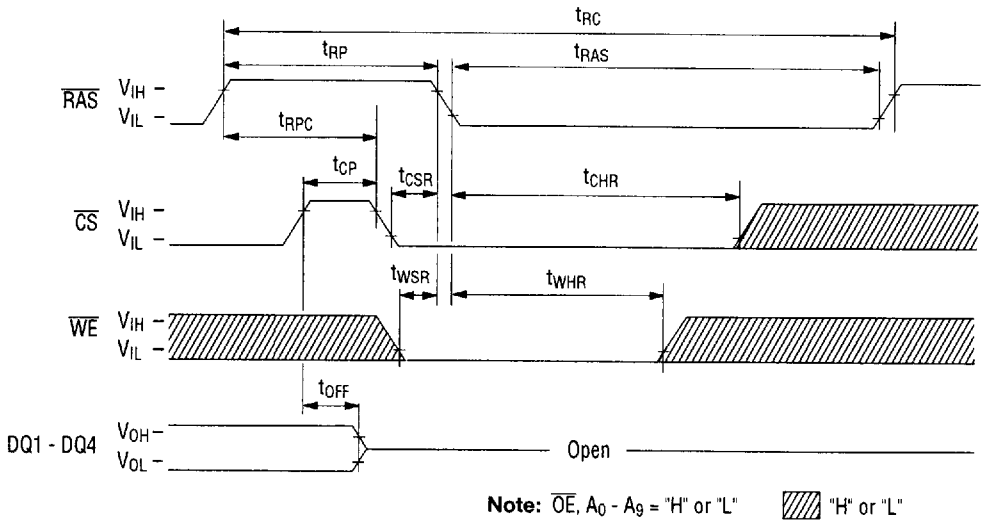 tRC
tRP
tRAS
RAS
VIH
VIL
tRPC
tCP
tCSR
tCHR
CS
VIH
VIL
tWSR
tWHR
WE
VIH
VIL
tOFF
DQ1 - DQ4
VOH
VOL
Open
Note: OE, A0 - A9 = "H" or "L"
"H" or "L"